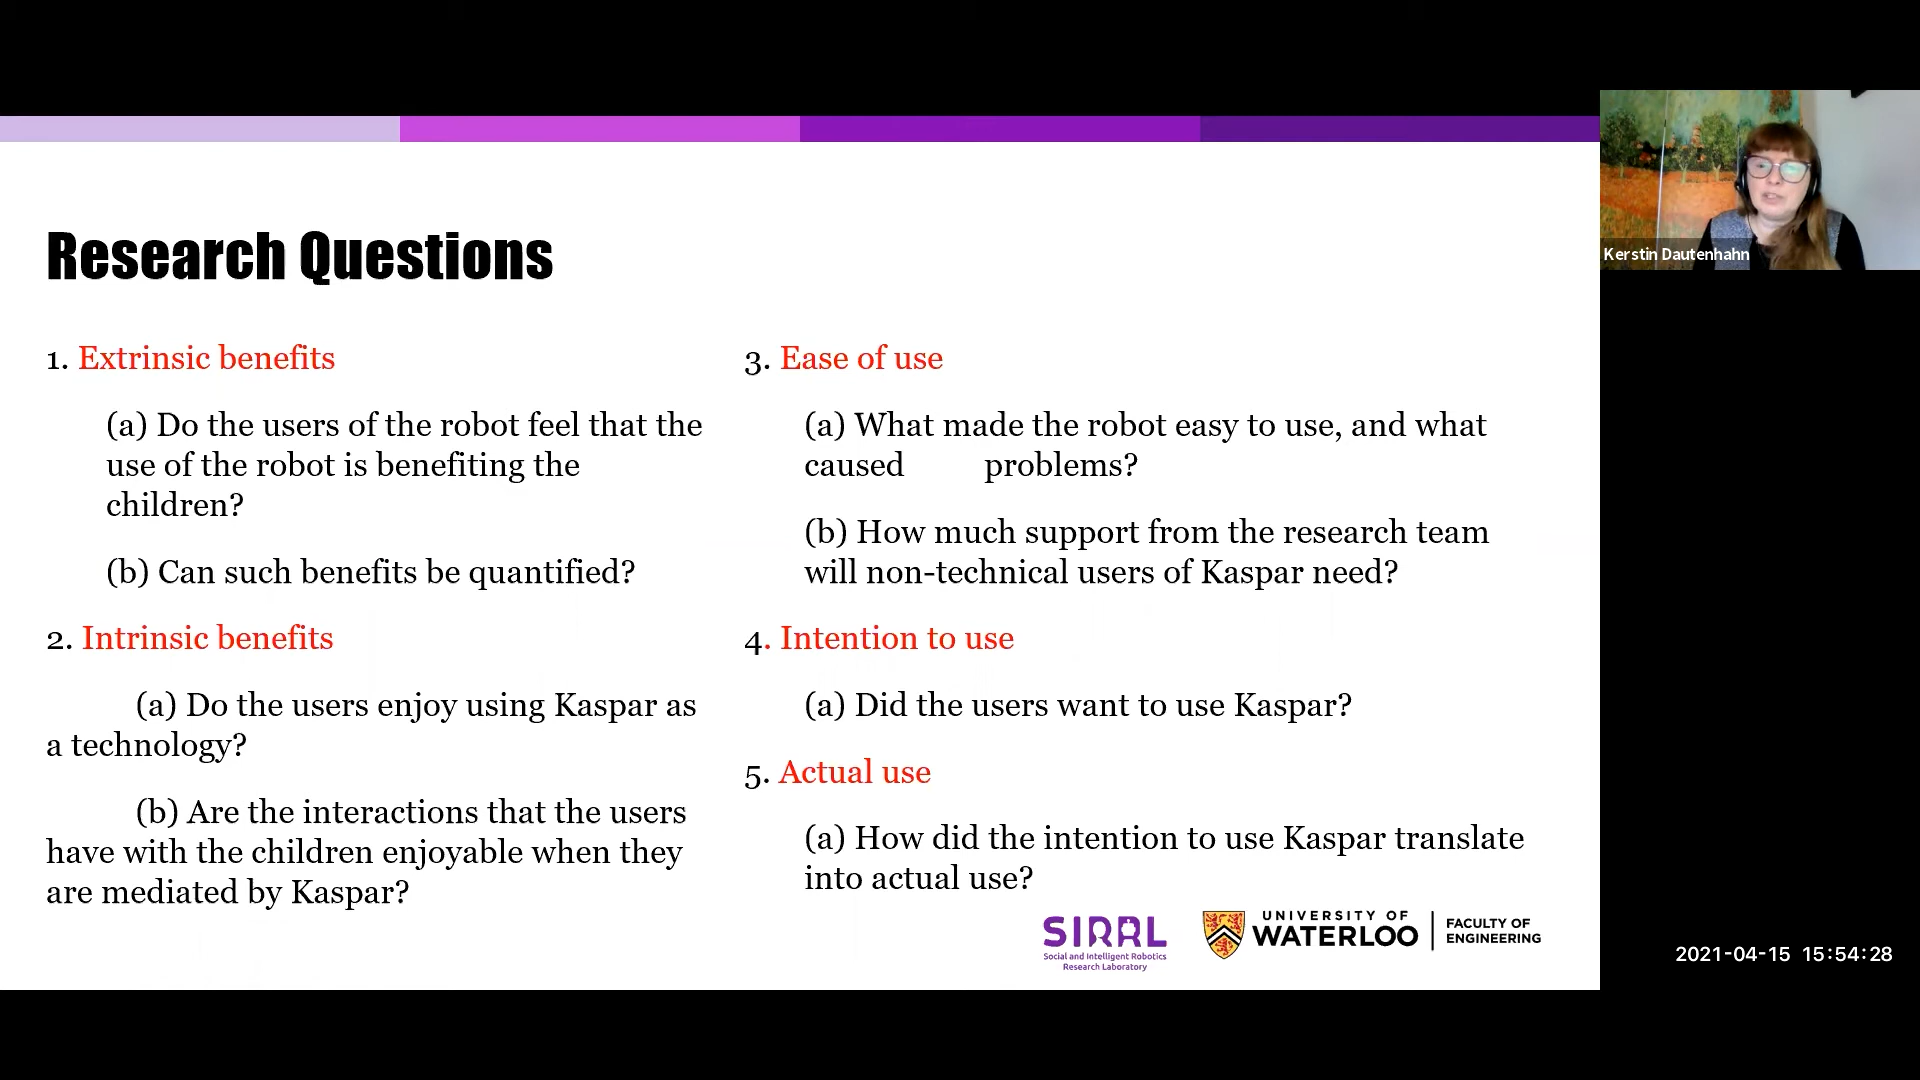 Research Questions
1. Extrinsic benefits
(a) Do the users of the robot feel that the
use of the robot is benefiting the
children?
(b) Can such benefits be quantified?
2. Intrinsic benefits
(a) Do the users enjoy using Kaspar as
a technology?
(b) Are the interactions that the users
have with the children enjoyable when they
are mediated by Kaspar?
3. Ease of use
(a) What made the robot easy to use, and what
caused problems?
(b) How much support from the research team
will non-technical users of Kaspar need?
4. Intention to use
(a) Did the users want to use Kaspar?
5. Actual use
(a) How did the intention to use Kaspar translate
into actual use?
SIRRL
Social and Intelligent Robotics
Research Laboratory
UNIVERSITY OF
WATERLOO
FACULTY OF
ENGINEERING
Kerstin Dautenhahn
2021-04-15 15:54:28